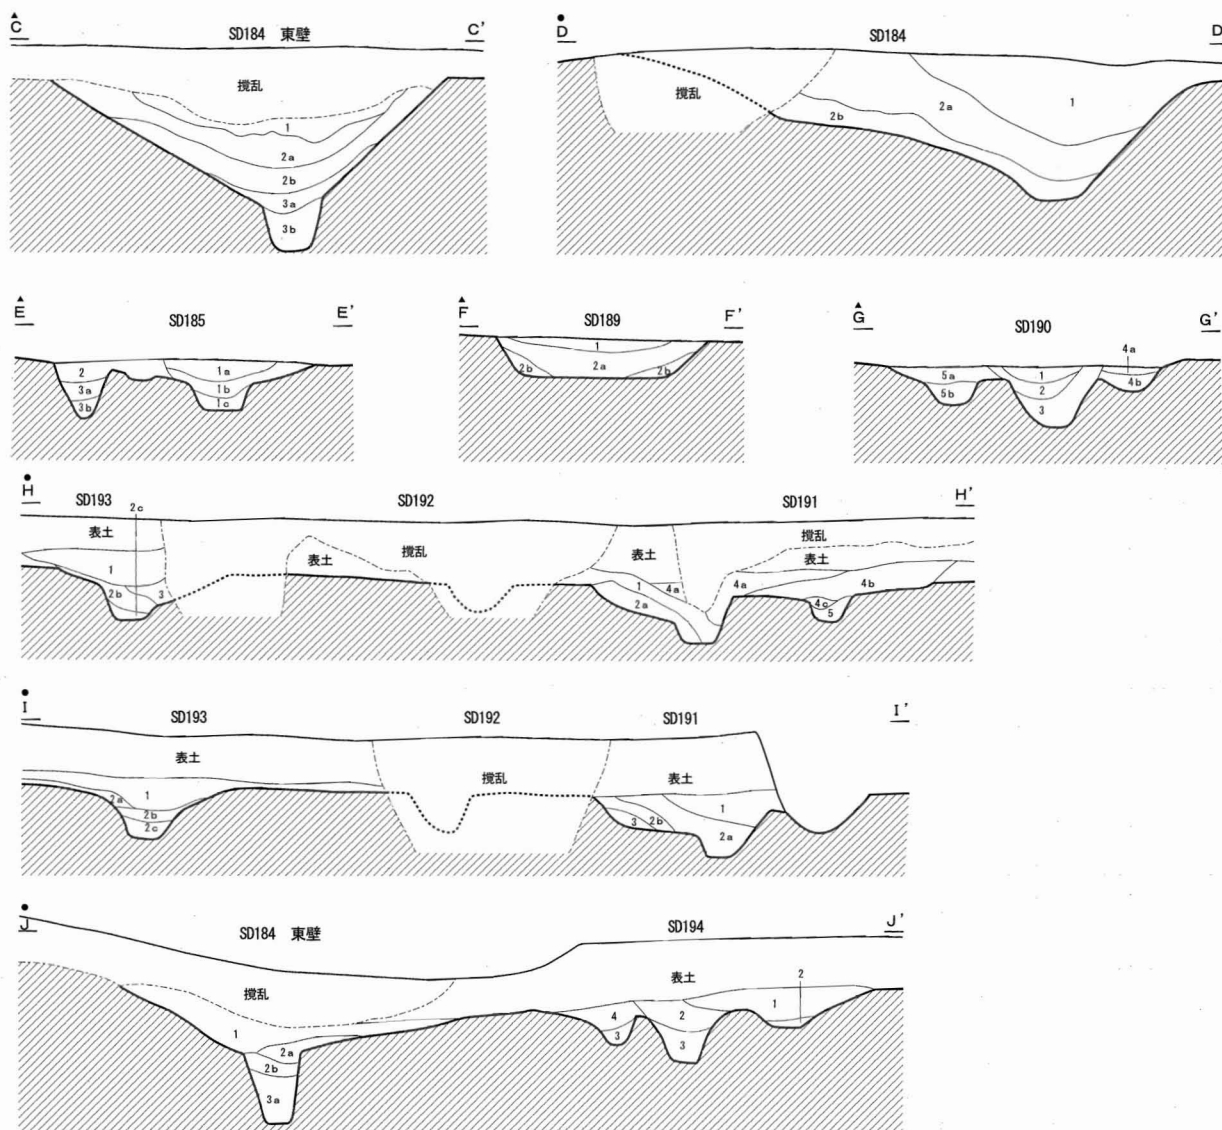 C SD184 東壁 C'
攪乱
1
2a
2b
3a
3b
D SD184 D
攪乱
1
2a
2b
E SD185 E'
2
1a
3a
1b
3b
1c
F SD189 F'
1
2b 2a 2b
G SD190 G'
4a
5a 1
5b 2 4b
3
H SD193 2c SD192 SD191 H'
表土
攪乱
表土
攪乱
表土
表土
1
2b 3
1 4a
2a
4a 4b
4c
5
I SD193 SD192 SD191 I'
表土
攪乱
表土
2a 1
2b
2c
1
3 2b 2a
J SD184 東壁 SD194 J'
攪乱
表土
2
1
2a
2b
3a
4 2 1
3 3